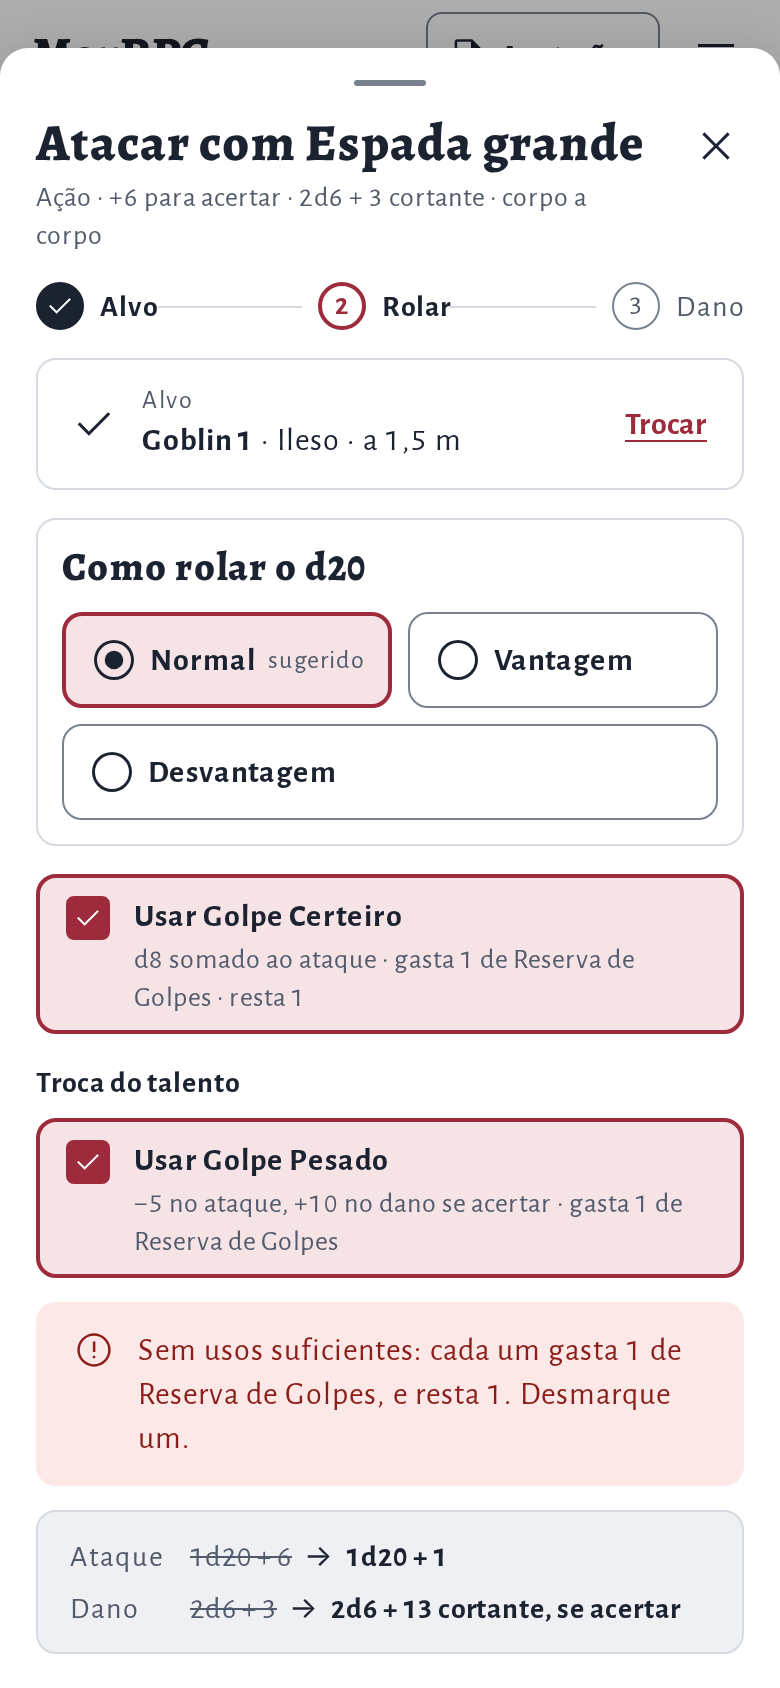 Atacar com Espada grande
Ação · +6 para acertar · 2d6 + 3 cortante · corpo a
corpo
Alvo
2 Rolar
3 Dano
Alvo
Goblin 1 · Ileso · a 1,5 m
Trocar
Como rolar o d20
Normal sugerido
Vantagem
Desvantagem
Usar Golpe Certeiro
d8 somado ao ataque · gasta 1 de Reserva de
Golpes · resta 1
Troca do talento
Usar Golpe Pesado
−5 no ataque, +10 no dano se acertar · gasta 1 de
Reserva de Golpes
Sem usos suficientes: cada um gasta 1 de
Reserva de Golpes, e resta 1. Desmarque
um.
Ataque 1d20 + 6 → 1d20 + 1
Dano 2d6 + 3 → 2d6 + 13 cortante, se acertar